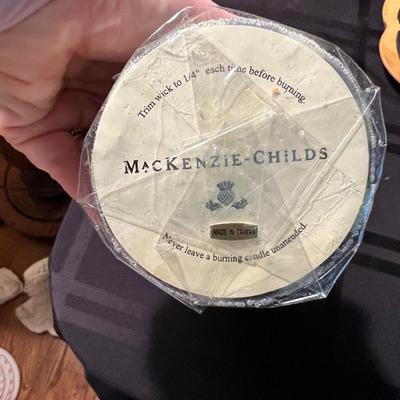 Trim wick to 1/4" each time before burning.
MACKENZIE-CHILDS
MADE IN TAIWAN
Never leave a burning candle unattended.